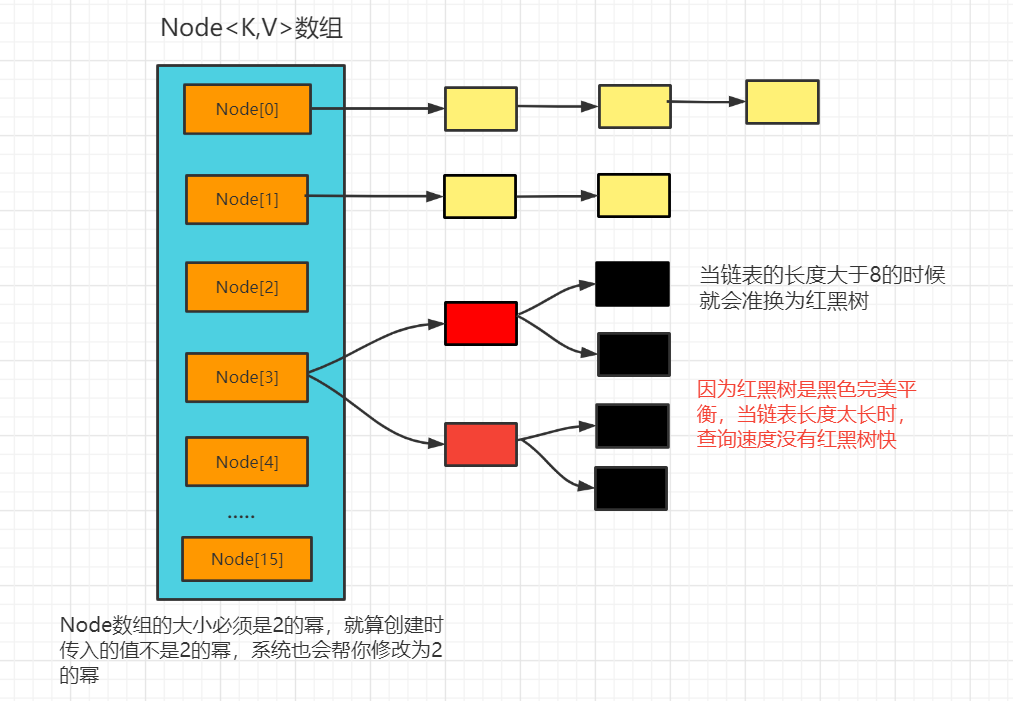 Node<K,V>数组
Node[0]
Node[1]
Node[2]
当链表的长度大于8的时候
就会准换为红黑树
Node[3]
因为红黑树是黑色完美平
衡，当链表长度太长时，
查询速度没有红黑树快
Node[4]
.....
Node[15]
Node数组的大小必须是2的幂，就算创建时
传入的值不是2的幂，系统也会帮你修改为2
的幂